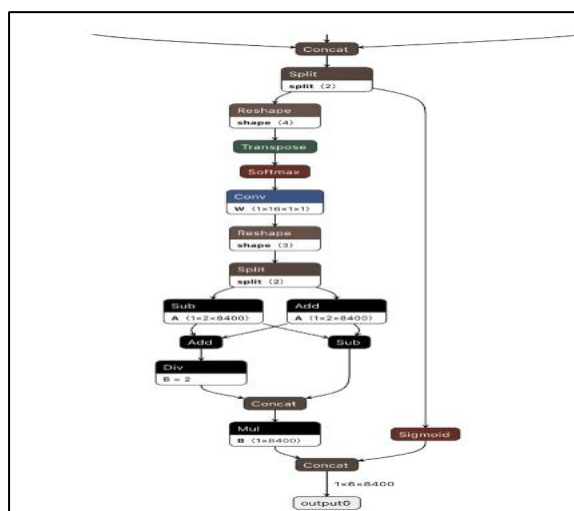 Concat
Split
split (2)
Reshape
shape (4)
Transpose
Softmax
Conv
W (1×16×1×1)
Reshape
shape (3)
Split
split (2)
Sub
A (1×2×8400)
Add
A (1×2×8400)
Add
Sub
Div
B = 2
Concat
Mul
B (1×8400)
Sigmoid
Concat
1×6×8400
output0